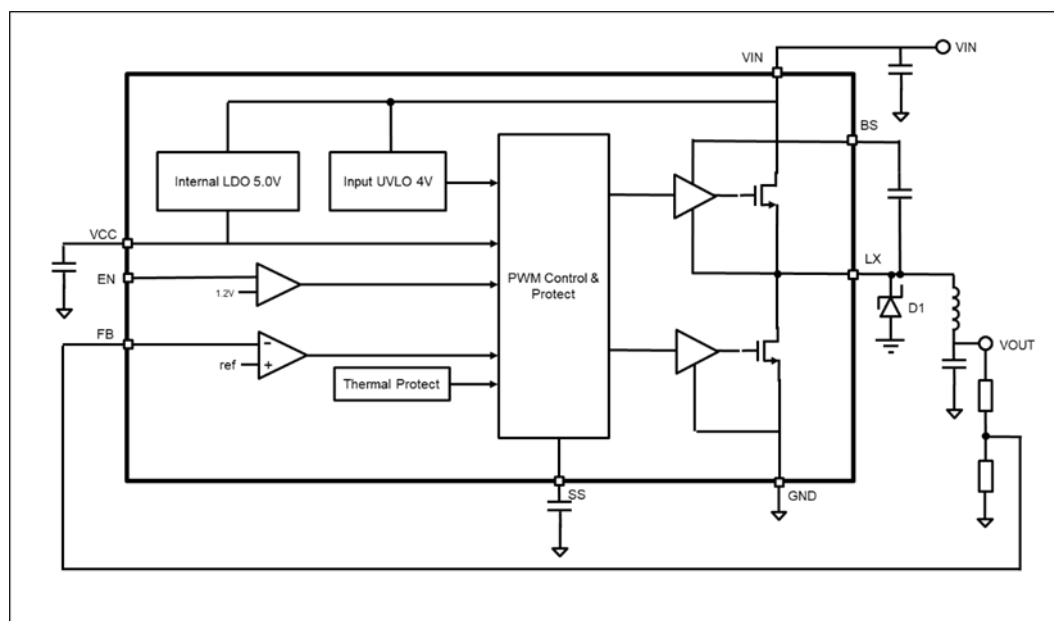 VIN
VIN
BS
Internal LDO 5.0V
Input UVLO 4V
VCC
LX
EN
1.2V
PWM Control &
Protect
D1
FB
ref
VOUT
Thermal Protect
SS
GND